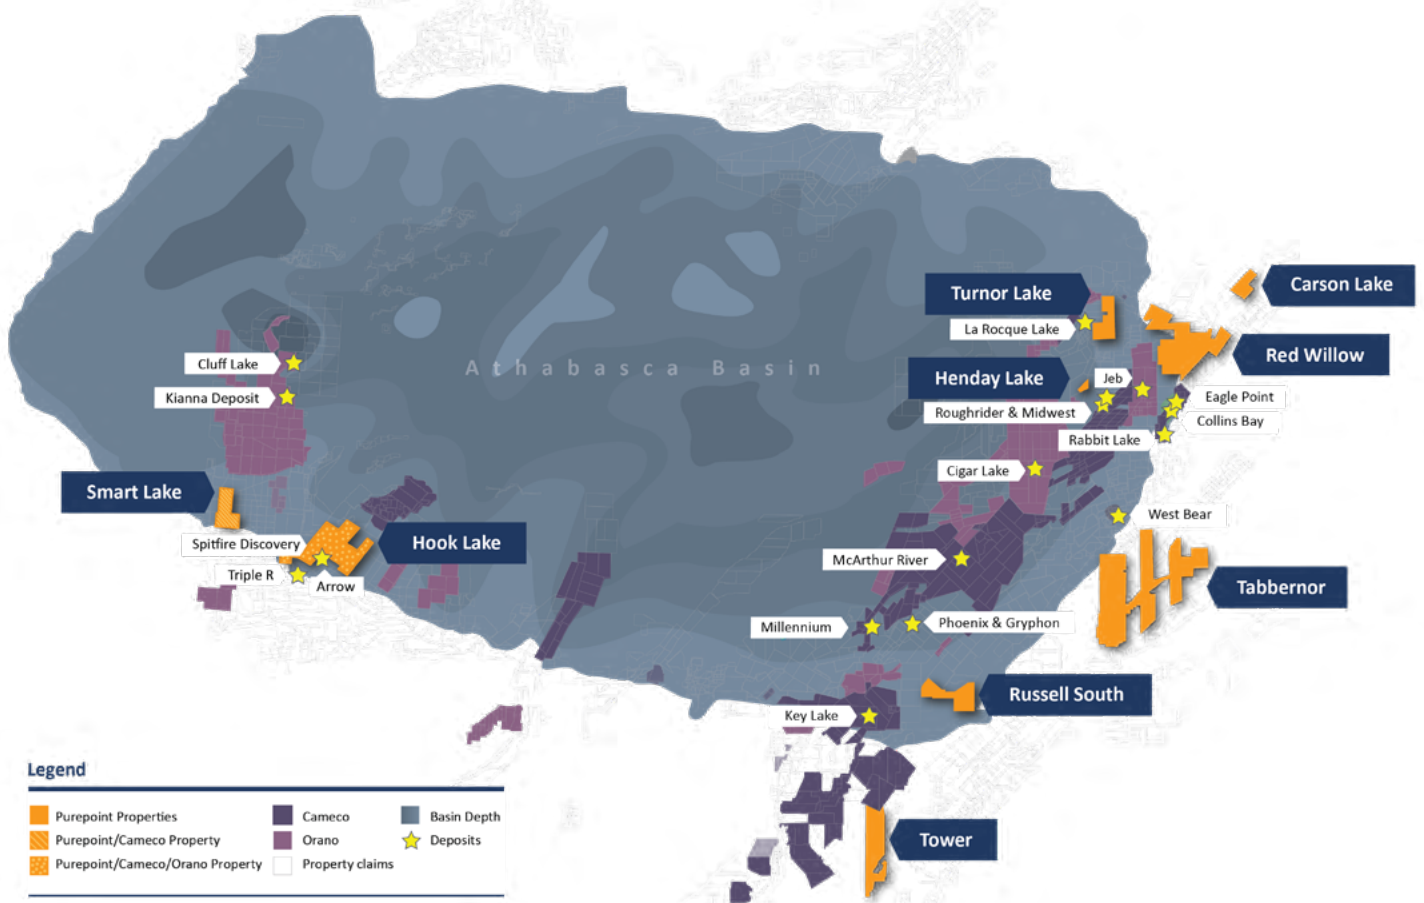 Athabasca Basin
Turnor Lake
Carson Lake
La Rocque Lake
Red Willow
Cluff Lake
Henday Lake
Jeb
Kianna Deposit
Eagle Point
Roughrider & Midwest
Collins Bay
Rabbit Lake
Cigar Lake
Smart Lake
West Bear
Spitfire Discovery
Hook Lake
McArthur River
Triple R
Arrow
Tabbernor
Millennium
Phoenix & Gryphon
Russell South
Key Lake
Tower
Legend
Purepoint Properties
Purepoint/Cameco Property
Purepoint/Cameco/Orano Property
Cameco
Orano
Property claims
Basin Depth
Deposits